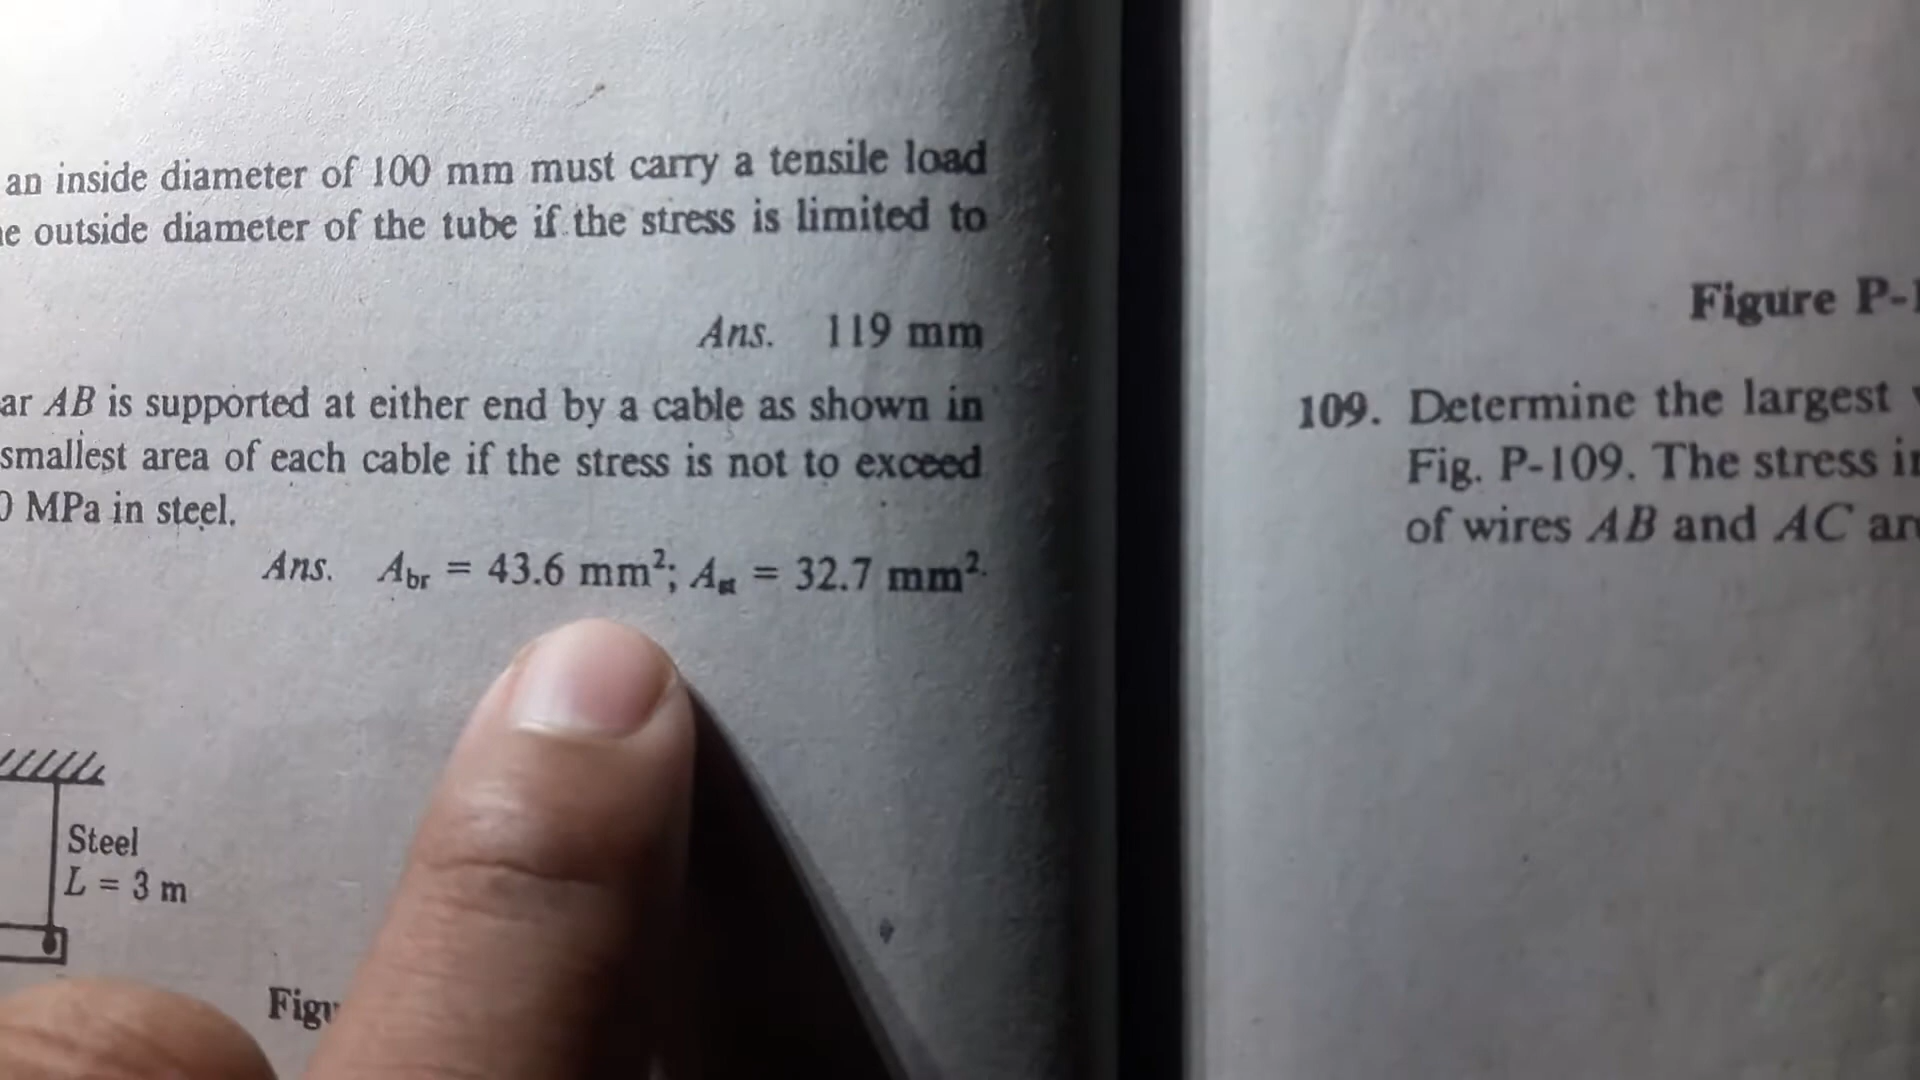 an inside diameter of 100 mm must carry a tensile load
outside diameter of the tube if the stress is limited to
Ans. 119 mm
AB is supported at either end by a cable as shown in
smallest area of each cable if the stress is not to exceed
MPa in steel.
Ans. A_br = 43.6 mm²; A_st = 32.7 mm²
Steel
L = 3 m
Figure
109. Determine the largest
Fig. P-109. The stress
of wires AB and AC